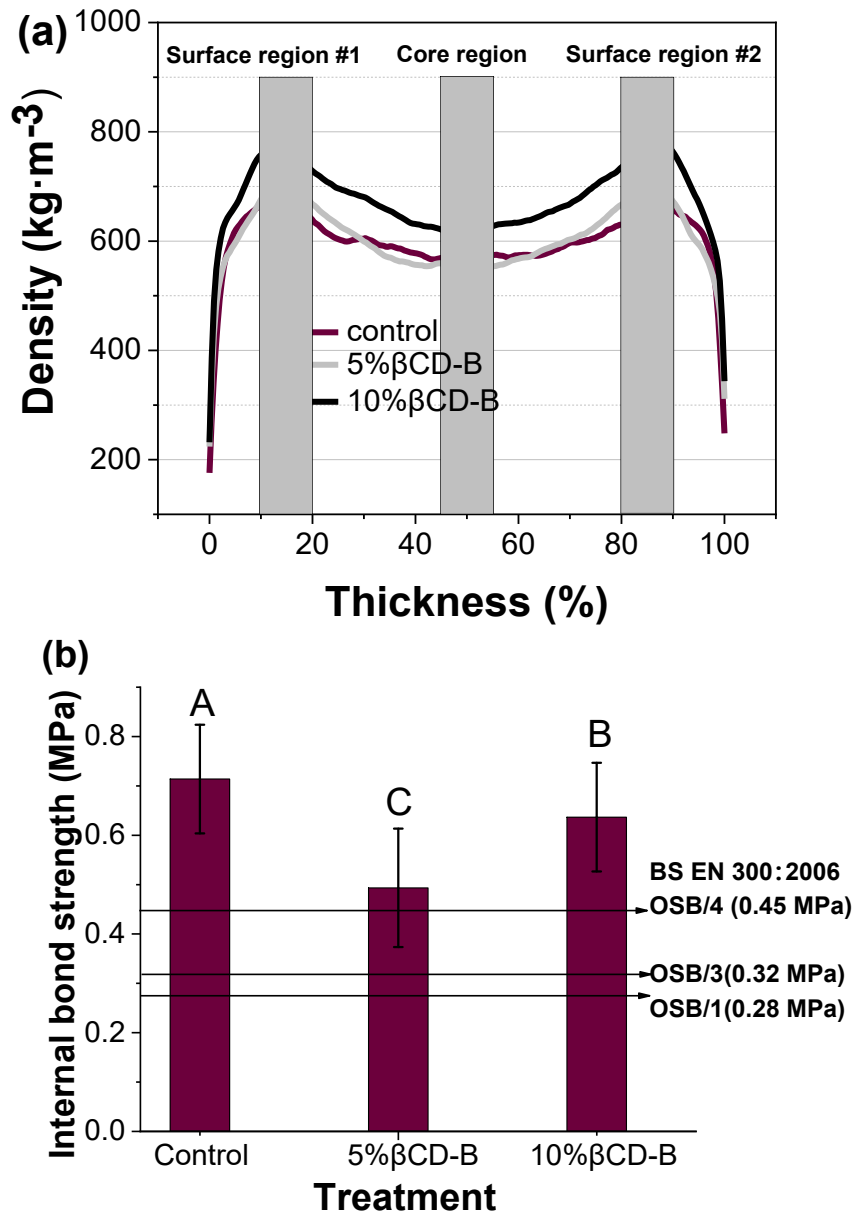 (a)
1000
800
600
400
200
Density (kg·m⁻³)
Surface region #1
Core region
Surface region #2
control
5%βCD-B
10%βCD-B
0
20
40
60
80
100
Thickness (%)
(b)
Internal bond strength (MPa)
0.8
0.6
0.4
0.2
0.0
A
C
B
BS EN 300:2006
OSB/4 (0.45 MPa)
OSB/3(0.32 MPa)
OSB/1(0.28 MPa)
Control
5%βCD-B
10%βCD-B
Treatment